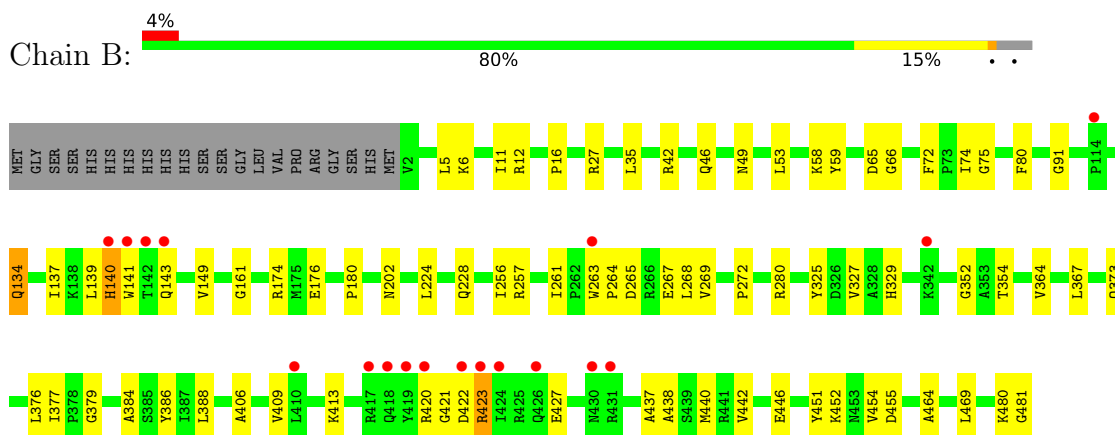 4%
Chain B:
80% 15% • •
MET GLY SER SER HIS HIS HIS HIS HIS HIS SER SER GLY LEU VAL PRO ARG GLY SER HIS MET V2 L5 K6 I11 R12 P16 R27 L35 R42 Q46 N49 L53 K58 Y59 D65 G66 F72 P73 I74 G75 F80 G91 P114
Q134 I137 K138 L139 H140 W141 T142 Q143 V149 G161 R174 M175 E176 P180 N202 L224 Q228 I256 R257 I261 P262 W263 P264 D265 R266 E267 L268 V269 P272 R280 Y325 D326 V327 A328 H329 K342 G352 A353 T354 V364 L367
L376 I377 P378 G379 A384 S385 Y386 I387 L388 A406 V409 L410 K413 R417 Q418 Y419 R420 G421 D422 R423 I424 R425 Q426 E427 N430 R431 A437 A438 S439 M440 R441 V442 E446 Y451 K452 N453 V454 D455 A464 L469 K480 G481